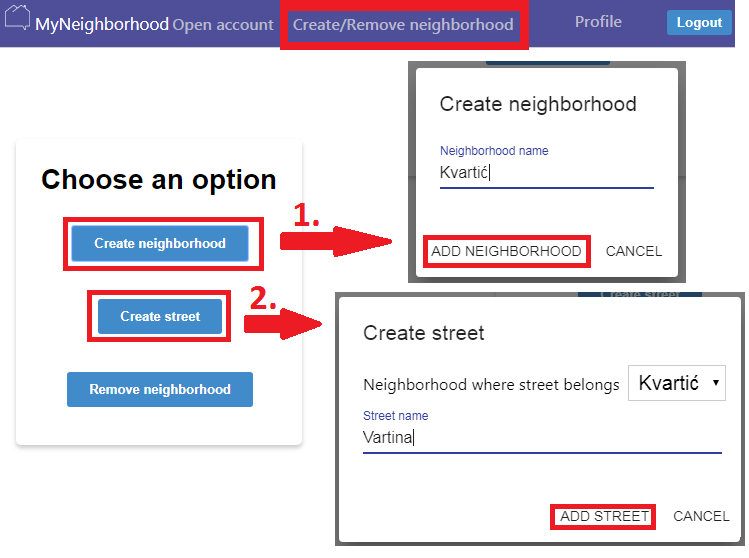 MyNeighborhood Open account Create/Remove neighborhood Profile Logout
Choose an option
Create neighborhood
1.
Create neighborhood
Neighborhood name
Kvartić
ADD NEIGHBORHOOD CANCEL
Create street
2.
Create street
Create street
Neighborhood where street belongs Kvartić
Street name
Vartina
ADD STREET CANCEL
Remove neighborhood